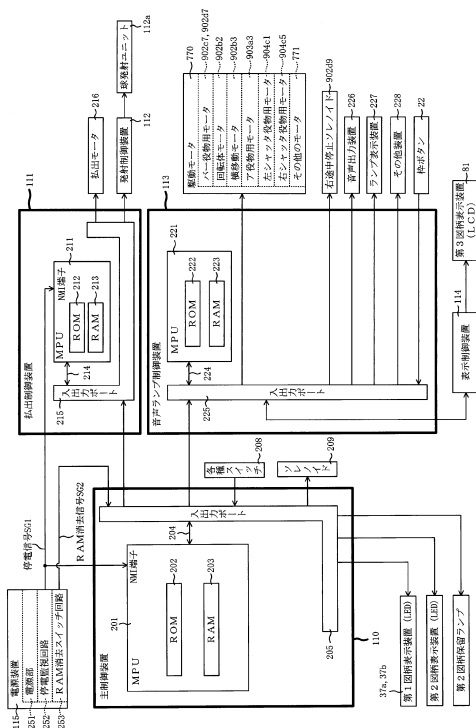 770
駆動モータ
バー役物用モータ
902c7, 902d7
回転体モータ
902b2
横移動モータ
902b3
ア役物用モータ
903a3
左シャッタ役物用モータ
904c1
右シャッタ役物用モータ
904c5
その他のモータ
771
右途中停止ソレノイド
902d9
音声出力装置
226
ランプ表示装置
227
その他装置
228
枠ボタン
22
球発射ユニット
112a
払出モータ
216
発射制御装置
112
111
払出制御装置
MPU
211
NMI端子
ROM
212
RAM
213
214
入出力ポート
215
113
音声ランプ制御装置
MPU
221
ROM
222
RAM
223
224
入出力ポート
225
第3図柄表示装置
(LCD)
81
表示制御装置
114
停電信号SG1
RAM消去信号SG2
115
電源装置
251
電源部
252
停電監視回路
253
RAM消去スイッチ回路
主制御装置
110
201
MPU
NMI端子
ROM
202
RAM
203
204
入出力ポート
205
各種スイッチ
208
ソレノイド
209
37a, 37b
第1図柄表示装置(LED)
第2図柄表示装置(LED)
第2図柄保留ランプ